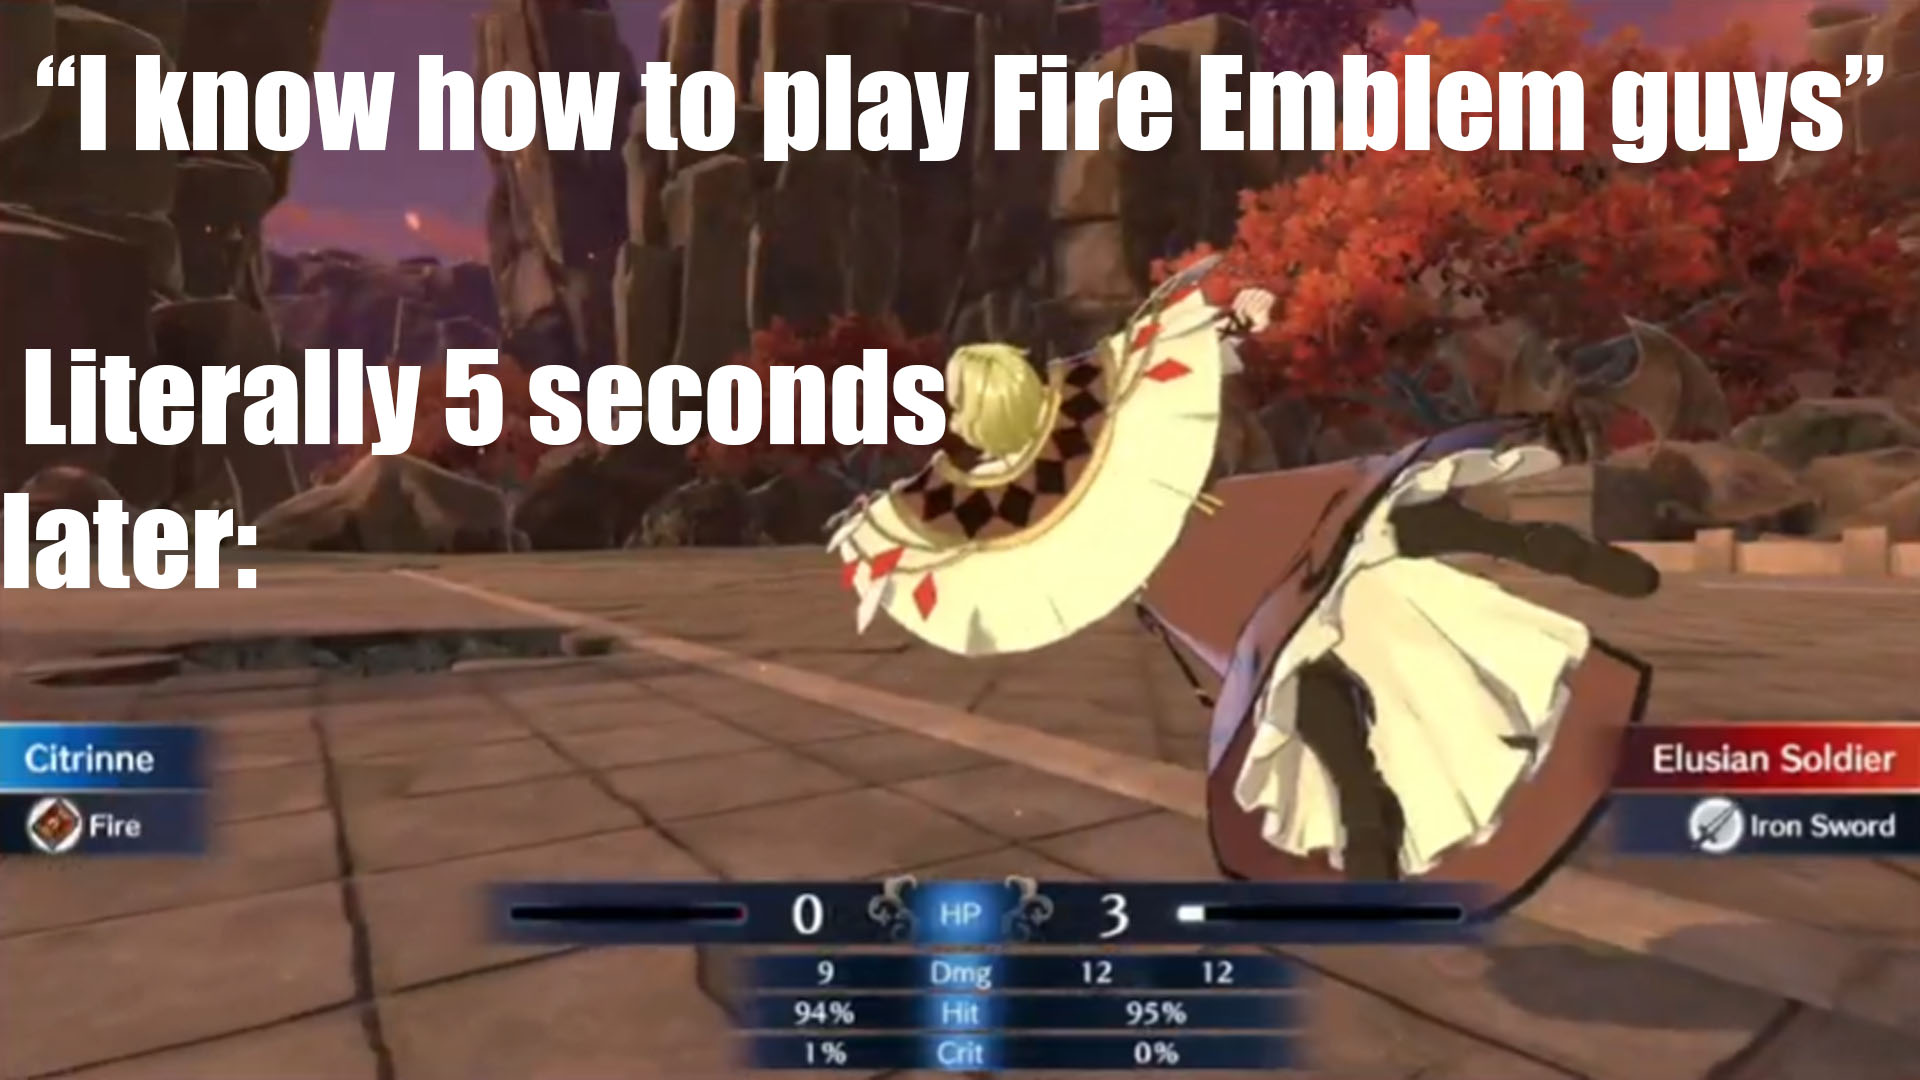 “I know how to play Fire Emblem guys”
Literally 5 seconds
later:
Citrinne
Fire
Elusian Soldier
Iron Sword
0 HP 3
9 Dmg 12 12
94% Hit 95%
1% Crit 0%